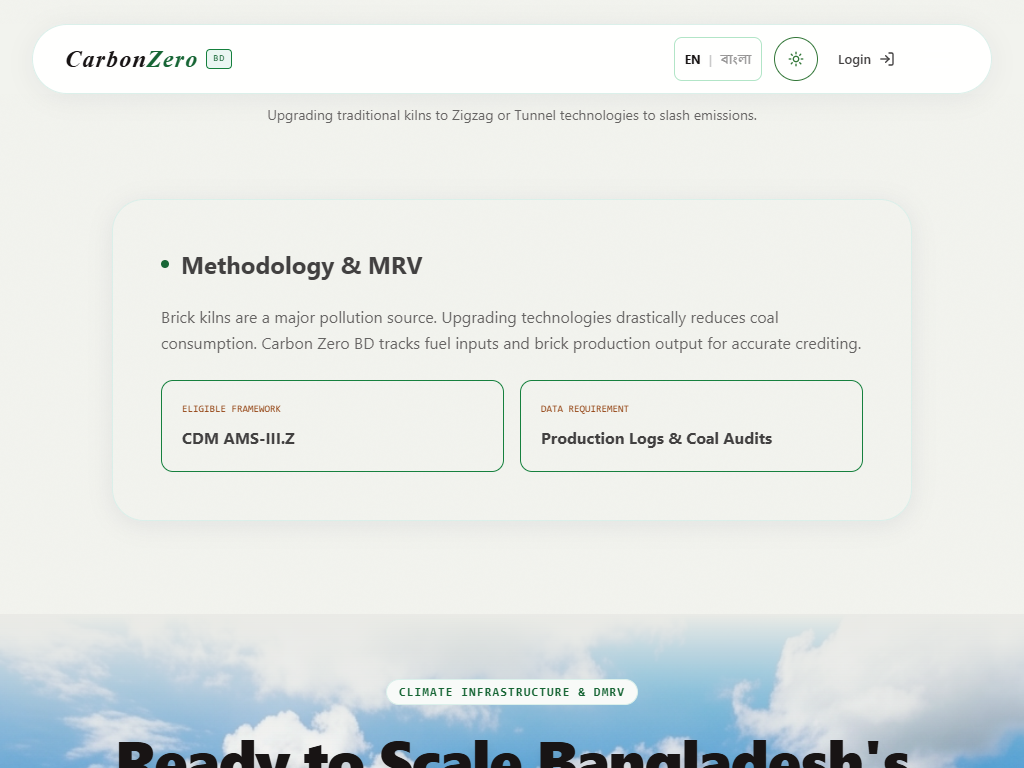 CarbonZero BD
EN | বাংলা
Login
Upgrading traditional kilns to Zigzag or Tunnel technologies to slash emissions.
Methodology & MRV
Brick kilns are a major pollution source. Upgrading technologies drastically reduces coal
consumption. Carbon Zero BD tracks fuel inputs and brick production output for accurate crediting.
ELIGIBLE FRAMEWORK
CDM AMS-III.Z
DATA REQUIREMENT
Production Logs & Coal Audits
CLIMATE INFRASTRUCTURE & DMRV
Ready to Scale Bangladesh's